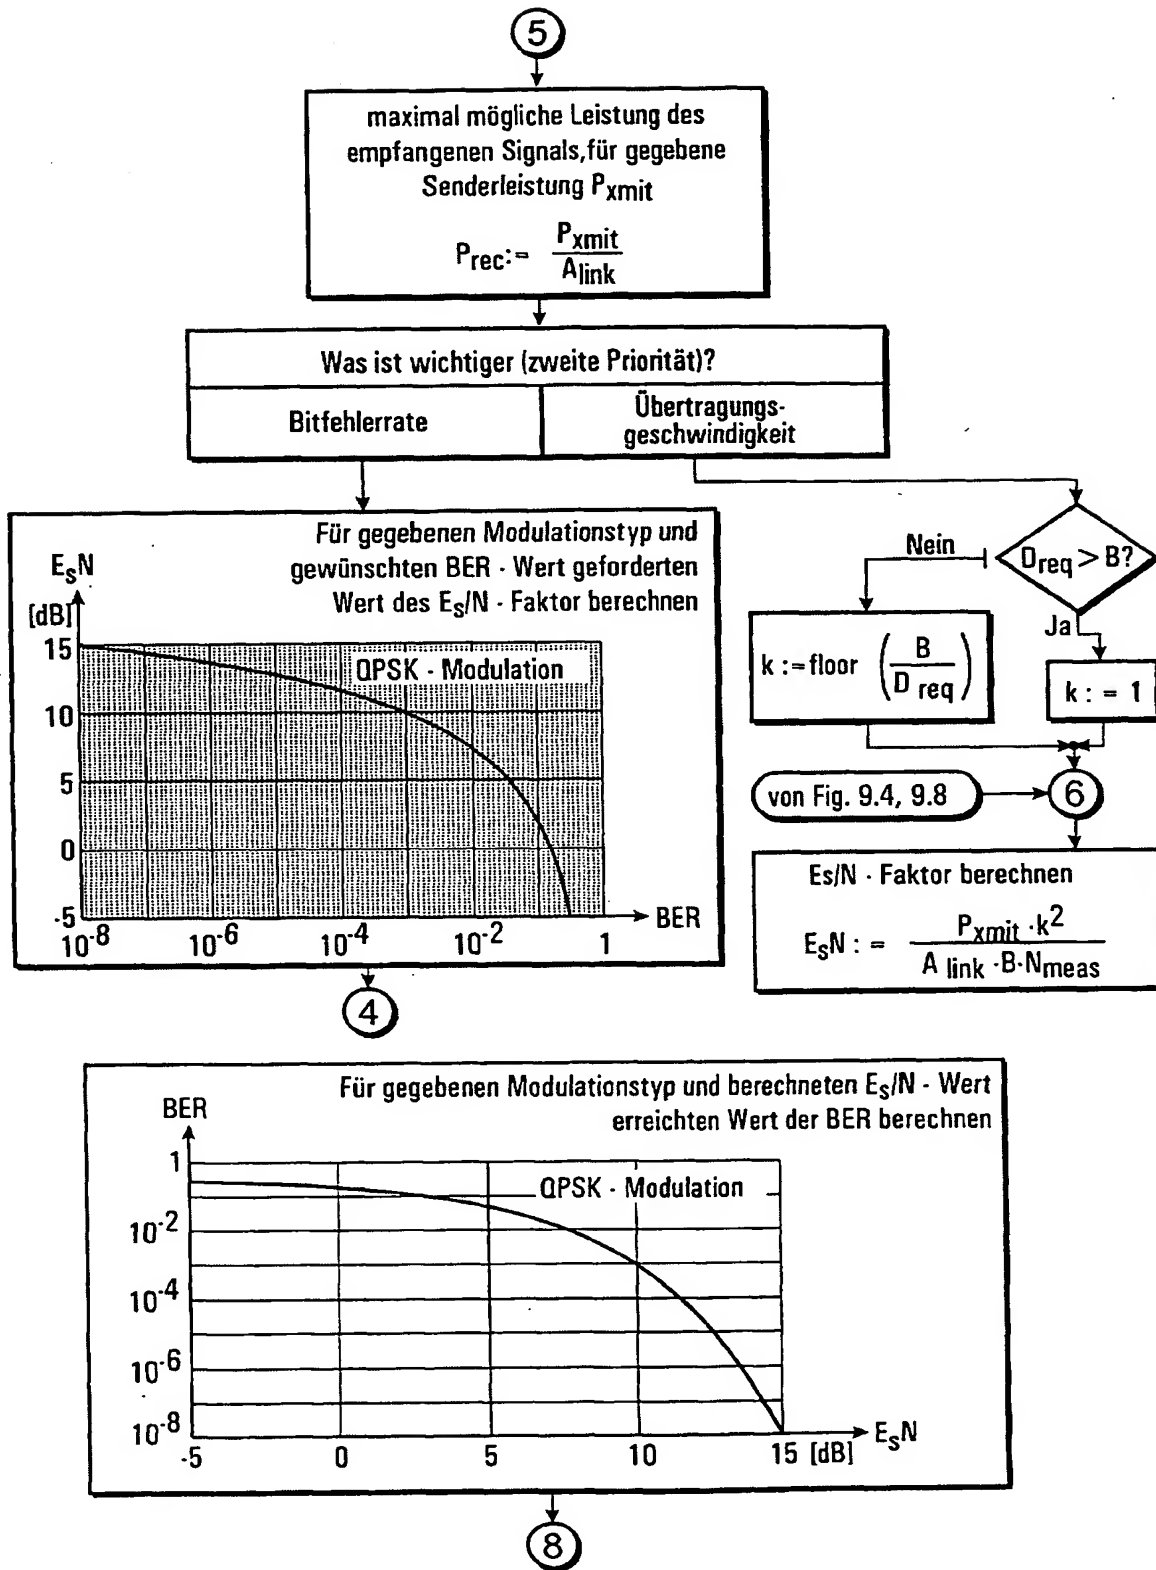 5
maximal mögliche Leistung des
empfangenen Signals, für gegebene
Senderleistung Pxmit
Prec:= Pxmit / Alink
Was ist wichtiger (zweite Priorität)?
Bitfehlerrate
Übertragungs-
geschwindigkeit
Für gegebenen Modulationstyp und
gewünschten BER - Wert geforderten
Wert des Es/N - Faktor berechnen
EsN
[dB]
15
10
5
0
-5
QPSK - Modulation
10^-8 10^-6 10^-4 10^-2 1
BER
4
Dreq > B?
Nein
Ja
k := floor (B / D req)
k : = 1
von Fig. 9.4, 9.8
6
Es/N - Faktor berechnen
EsN : = Pxmit · k² / A link · B · Nmeas
Für gegebenen Modulationstyp und berechneten Es/N - Wert
erreichten Wert der BER berechnen
BER
1
10^-2
10^-4
10^-6
10^-8
QPSK - Modulation
-5 0 5 10 15 [dB]
EsN
8